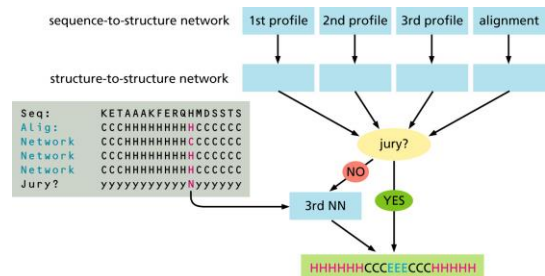 sequence-to-structure network 1st profile 2nd profile 3rd profile alignment
structure-to-structure network
Seq: KETAAAKFERQHMDSSTS
Alig: CCCHHHHHHHHHCCCCCC
Network CCCHHHHHHHHCCCCCCC
Network CCCHHHHHHHHHCCCCCC
Network CCCHHHHHHHHHCCCCCC
Jury? yyyyyyyyyyyNyyyyyy
jury?
NO
YES
3rd NN
HHHHHHCCCEEECCCHHHHH